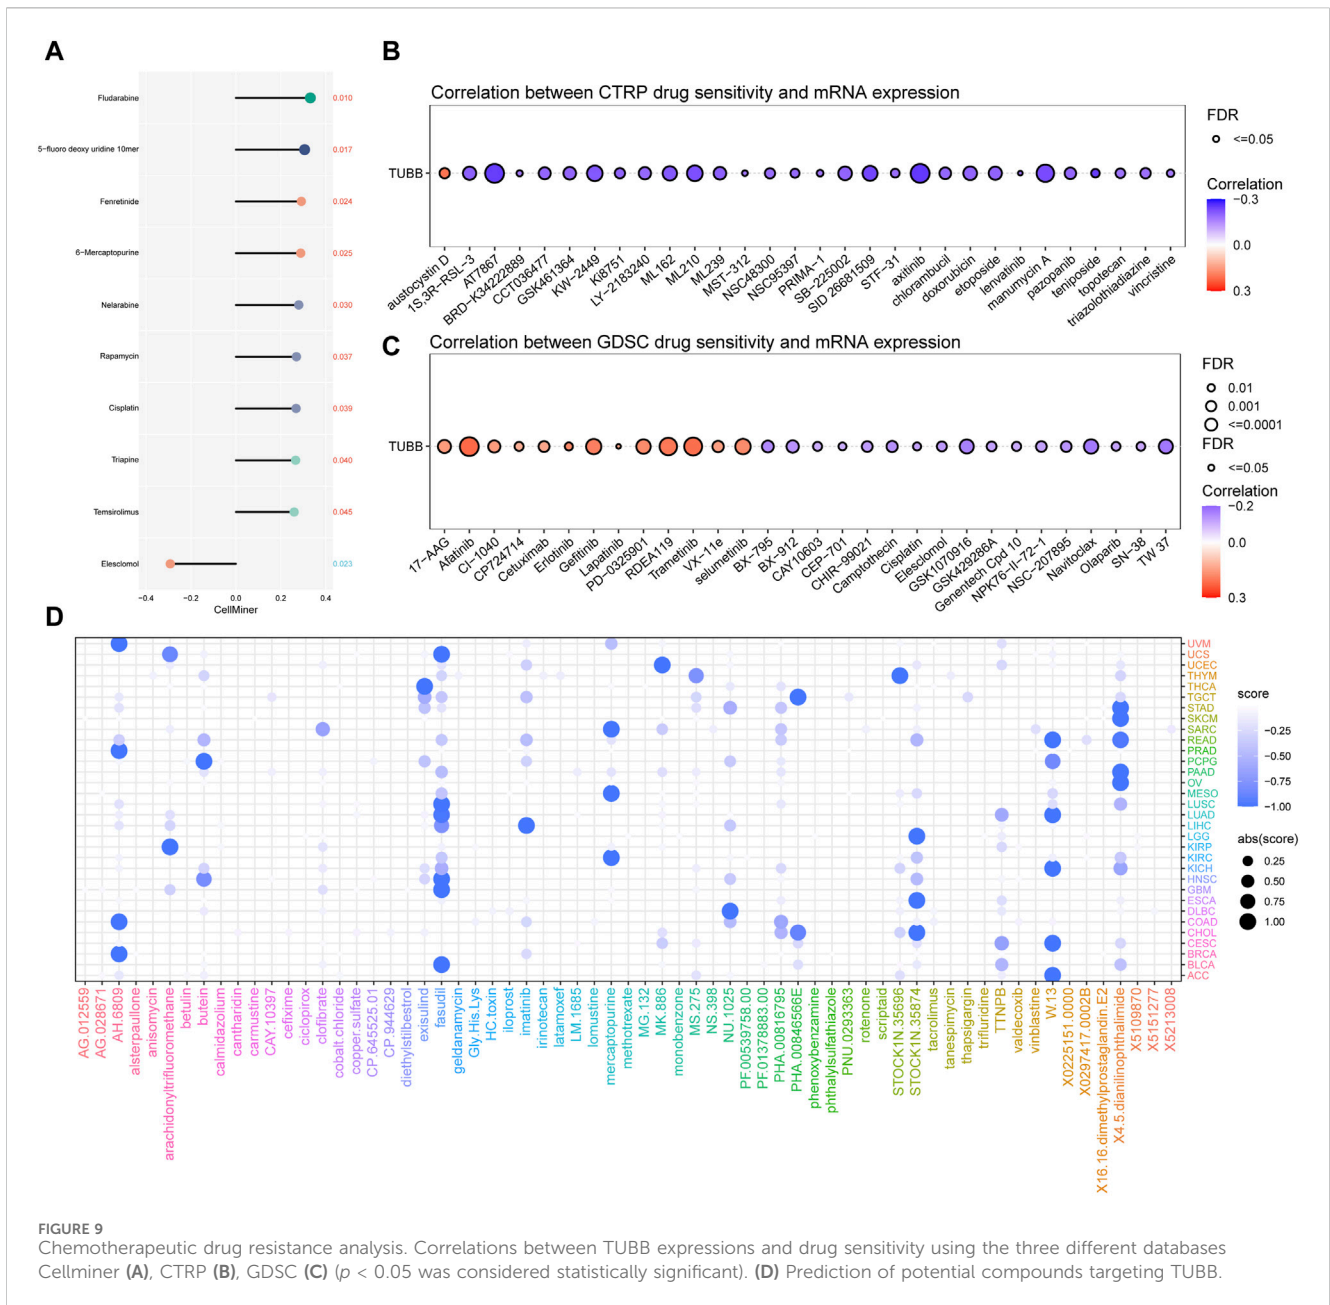 A
Fludarabine
0.010
5−fluoro deoxy uridine 10mer
0.017
Fenretinide
0.024
6−Mercaptopurine
0.025
Nelarabine
0.030
Rapamycin
0.037
Cisplatin
0.039
Triapine
0.040
Temsirolimus
0.045
Elesclomol
0.023
−0.4
−0.2
0.0
0.2
0.4
CellMiner
B
Correlation between CTRP drug sensitivity and mRNA expression
TUBB
austocystin D
1S,3R−RSL−3
AT7867
BRD−K34222889
CCT036477
GSK461364
KW−2449
Ki8751
LY−2183240
ML162
ML210
ML239
MST−312
NSC48300
NSC95397
PRIMA−1
SB−225002
SID 26681509
STF−31
axitinib
chlorambucil
doxorubicin
etoposide
lenvatinib
manumycin A
pazopanib
teniposide
topotecan
triazolothiadiazine
vincristine
FDR
<=0.05
Correlation
−0.3
0.0
0.3
C
Correlation between GDSC drug sensitivity and mRNA expression
TUBB
17−AAG
Afatinib
CI−1040
CP724714
Cetuximab
Erlotinib
Gefitinib
Lapatinib
PD−0325901
RDEA119
Trametinib
VX−11e
selumetinib
BX−795
BX−912
CAY10603
CEP−701
CHIR−99021
Camptothecin
Cisplatin
Elesclomol
GSK1070916
GSK429286A
Genentech Cpd 10
NPK76−II−72−1
NSC−207895
Navitoclax
Olaparib
SN−38
TW 37
FDR
0.01
0.001
<=0.0001
FDR
<=0.05
Correlation
−0.2
0.0
0.3
D
UVM
UCS
UCEC
THYM
THCA
TGCT
STAD
SKCM
SARC
READ
PRAD
PCPG
PAAD
OV
MESO
LUSC
LUAD
LIHC
LGG
KIRP
KIRC
KICH
HNSC
GBM
ESCA
DLBC
COAD
CHOL
CESC
BRCA
BLCA
ACC
AG.012559
AG.028671
AH.6809
alsterpaullone
anisomycin
arachidonyltrifluoromethane
betulin
butein
calmidazolium
cantharidin
carmustine
CAY.10397
cefixime
ciclopirox
clofibrate
cobalt.chloride
copper.sulfate
CP.645525.01
CP.944629
diethylstilbestrol
exisulind
fasudil
geldanamycin
Gly.His.Lys
HC.toxin
iloprost
imatinib
irinotecan
latamoxef
LM.1685
lomustine
mercaptopurine
methotrexate
MG.132
MK.886
monobenzone
MS.275
NS.398
NU.1025
PF.00539758.00
PF.01378883.00
PHA.00816795
PHA.00846566E
phenoxybenzamine
phthalylsulfathiazole
PNU.0293363
rotenone
scriptaid
STOCK1N.35696
STOCK1N.35874
tacrolimus
tanespimycin
thapsigargin
trifluridine
TTNPB
valdecoxib
vinblastine
W.13
X0225151.0000
X0297417.0002B
X16.16.dimethylprostaglandin.E2
X4.5.dianilinophthalimide
X5109870
X5151277
X5213008
score
−0.25
−0.50
−0.75
−1.00
abs(score)
0.25
0.50
0.75
1.00
FIGURE 9
Chemotherapeutic drug resistance analysis. Correlations between TUBB expressions and drug sensitivity using the three different databases
Cellminer (A), CTRP (B), GDSC (C) (p < 0.05 was considered statistically significant). (D) Prediction of potential compounds targeting TUBB.